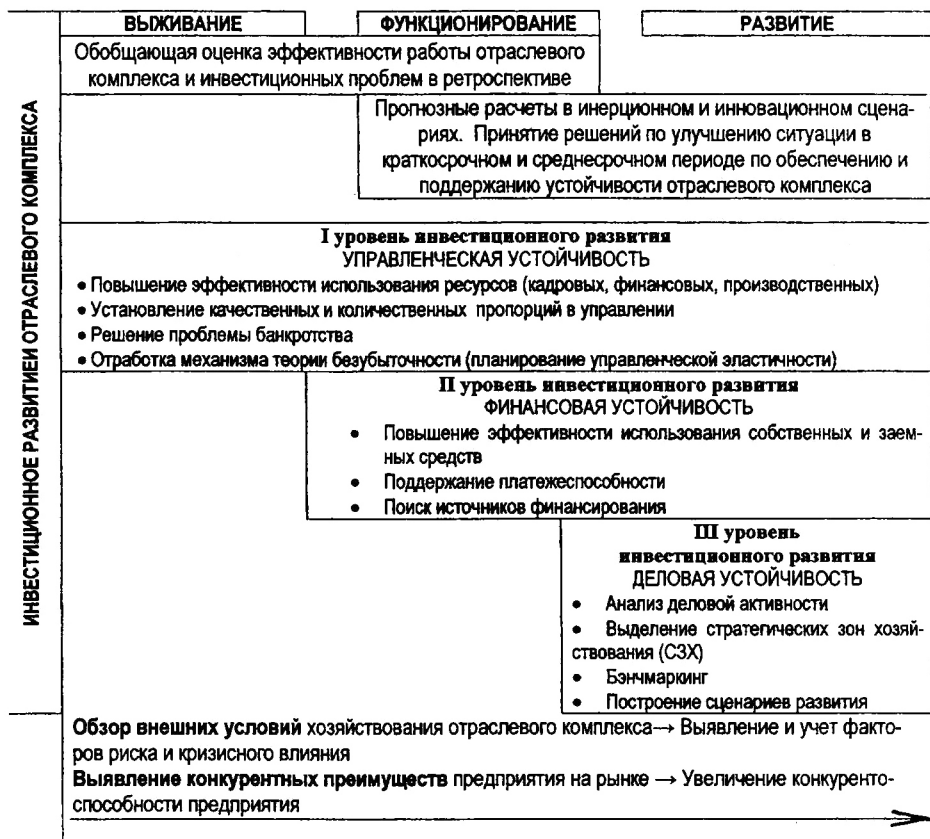 ВЫЖИВАНИЕ
ФУНКЦИОНИРОВАНИЕ
РАЗВИТИЕ
Обобщающая оценка эффективности работы отраслевого
комплекса и инвестиционных проблем в ретроспективе
Прогнозные расчеты в инерционном и инновационном сцена-
риях. Принятие решений по улучшению ситуации в
краткосрочном и среднесрочном периоде по обеспечению и
поддержанию устойчивости отраслевого комплекса
ИНВЕСТИЦИОННОЕ РАЗВИТИЕИ ОТРАСЛЕВОГО КОМПЛЕКСА
I уровень инвестиционного развития
УПРАВЛЕНЧЕСКАЯ УСТОЙЧИВОСТЬ
• Повышение эффективности использования ресурсов (кадровых, финансовых, производственных)
• Установление качественных и количественных пропорций в управлении
• Решение проблемы банкротства
• Отработка механизма теории безубыточности (планирование управленческой эластичности)
II уровень инвестиционного развития
ФИНАНСОВАЯ УСТОЙЧИВОСТЬ
• Повышение эффективности использования собственных и заем-
ных средств
• Поддержание платежеспособности
• Поиск источников финансирования
III уровень
инвестиционного развития
ДЕЛОВАЯ УСТОЙЧИВОСТЬ
• Анализ деловой активности
• Выделение стратегических зон хозяй-
ствования (СЗХ)
• Бэнчмаркинг
• Построение сценариев развития
Обзор внешних условий хозяйствования отраслевого комплекса→ Выявление и учет факто-
ров риска и кризисного влияния
Выявление конкурентных преимуществ предприятия на рынке → Увеличение конкуренто-
способности предприятия